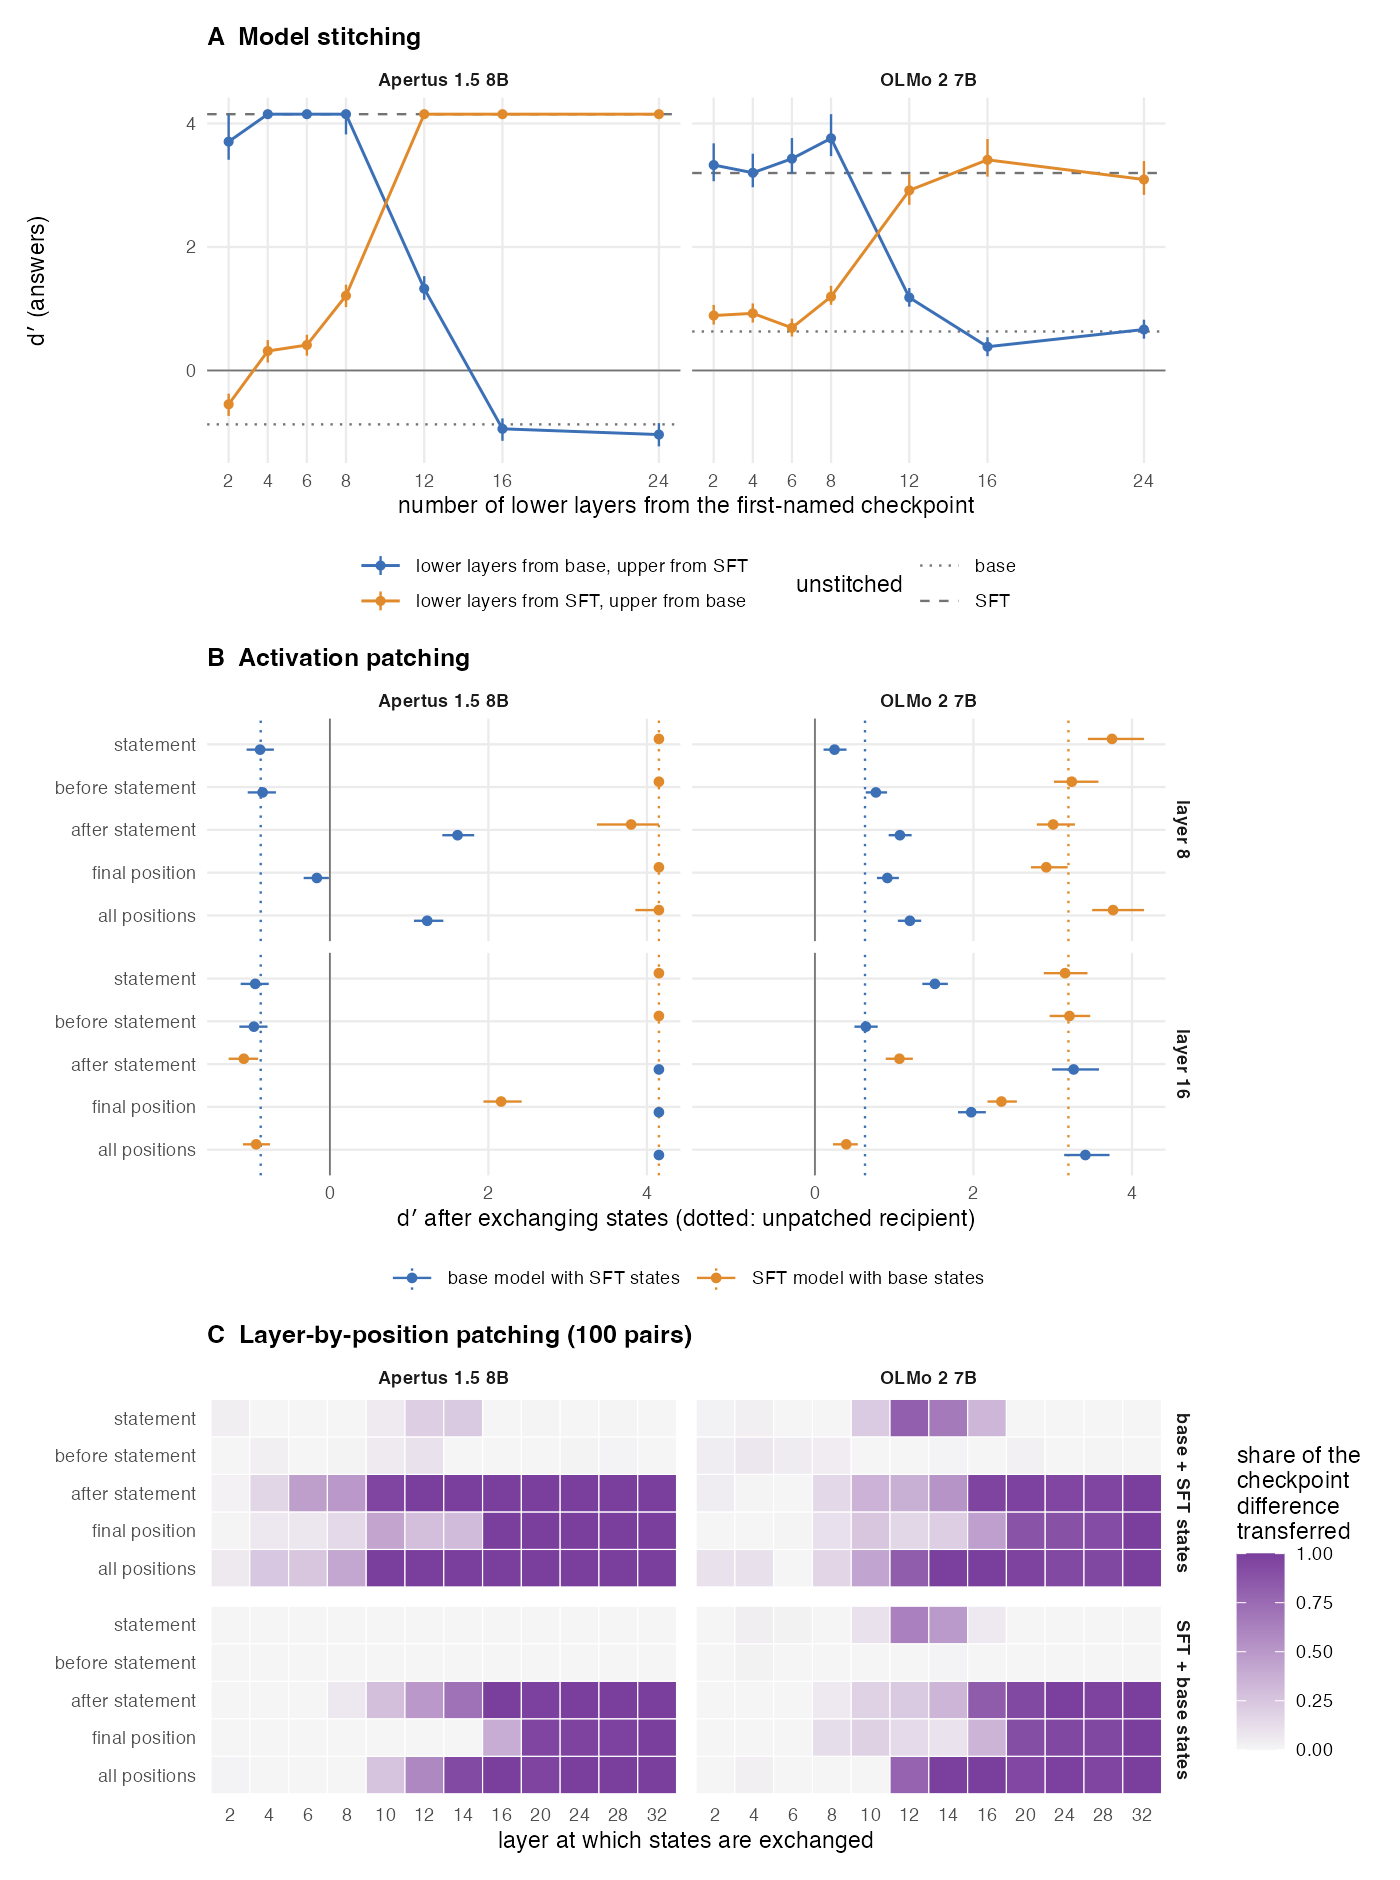 A Model stitching
Apertus 1.5 8B
OLMo 2 7B
d′ (answers)
4
2
0
2 4 6 8 12 16 24
2 4 6 8 12 16 24
number of lower layers from the first-named checkpoint
lower layers from base, upper from SFT
lower layers from SFT, upper from base
unstitched
base
SFT
B Activation patching
Apertus 1.5 8B
OLMo 2 7B
statement
before statement
after statement
final position
all positions
layer 8
statement
before statement
after statement
final position
all positions
layer 16
0 2 4
0 2 4
d′ after exchanging states (dotted: unpatched recipient)
base model with SFT states
SFT model with base states
C Layer-by-position patching (100 pairs)
Apertus 1.5 8B
OLMo 2 7B
statement
before statement
after statement
final position
all positions
base + SFT states
statement
before statement
after statement
final position
all positions
SFT + base states
2 4 6 8 10 12 14 16 20 24 28 32
2 4 6 8 10 12 14 16 20 24 28 32
layer at which states are exchanged
share of the
checkpoint
difference
transferred
1.00
0.75
0.50
0.25
0.00